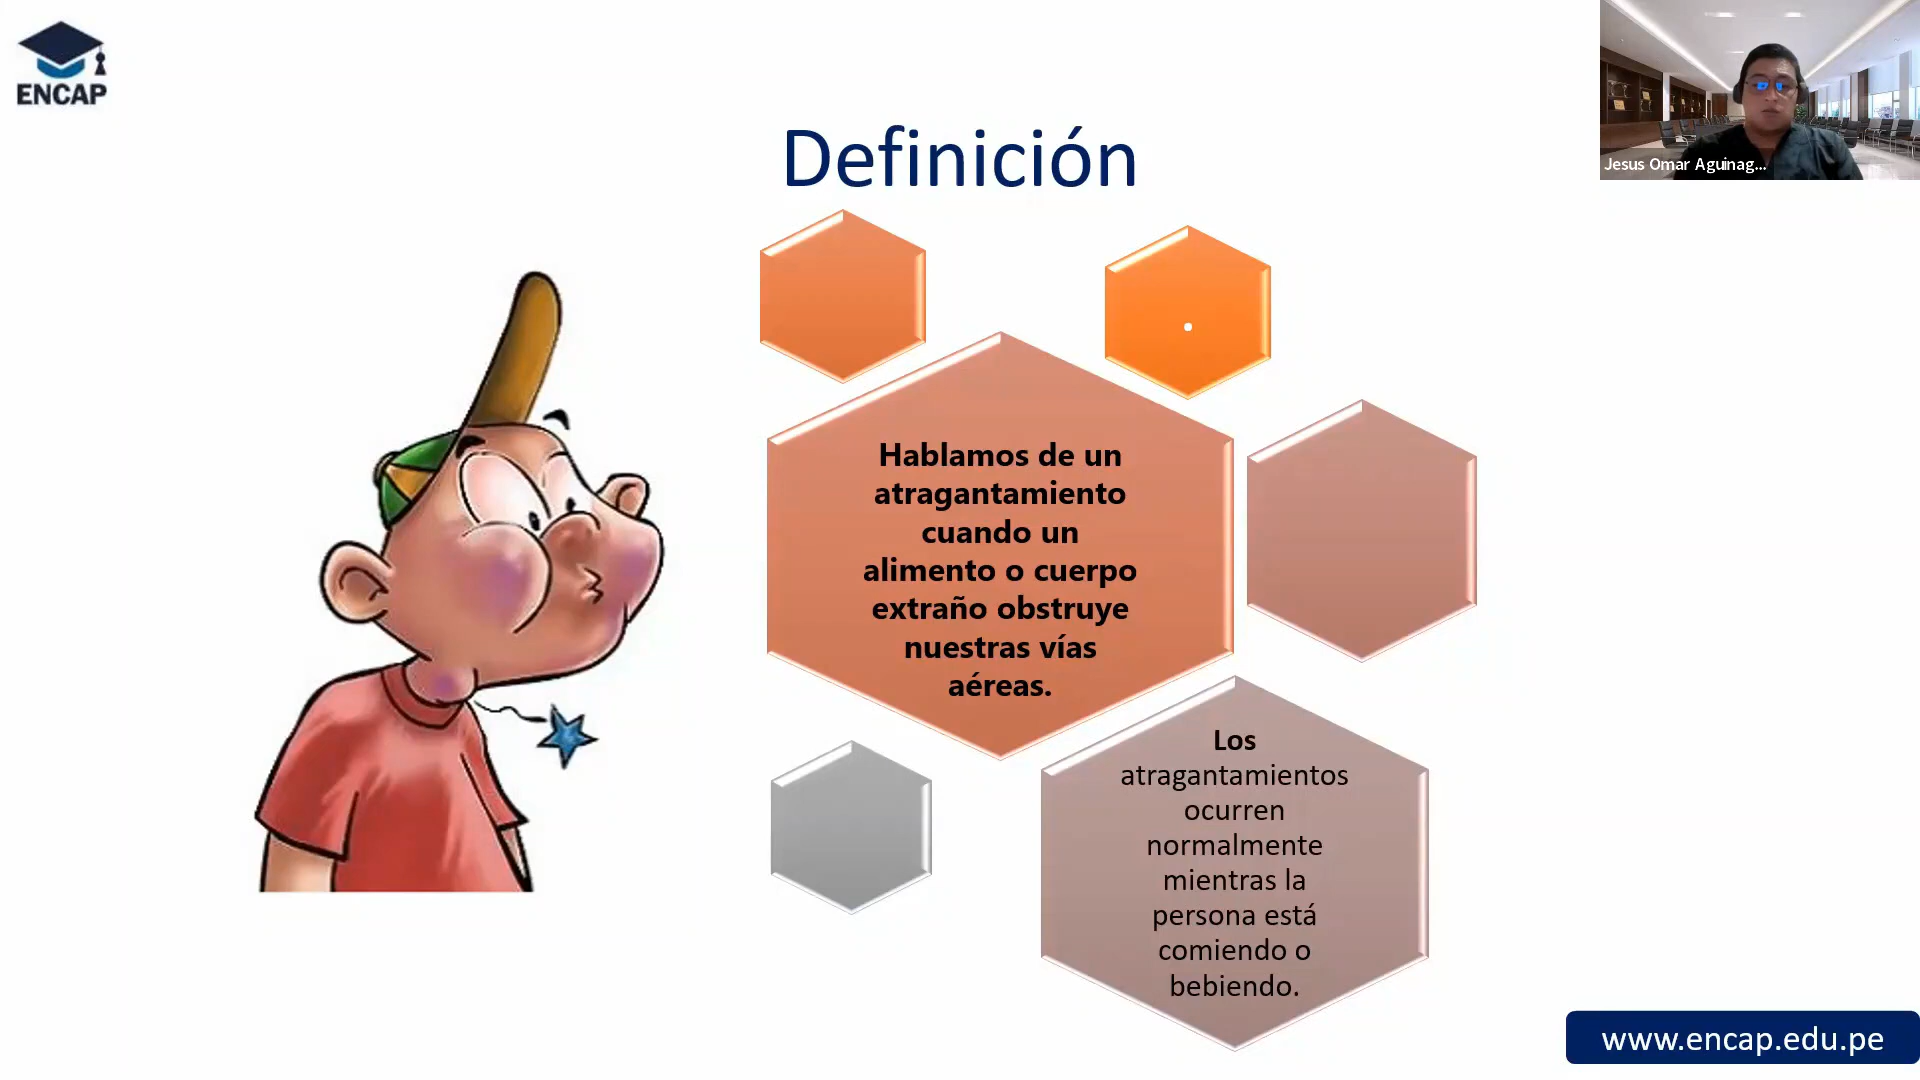 ENCAP
Jesus Omar Aguinag...
Definición
Hablamos de un
atragantamiento
cuando un
alimento o cuerpo
extraño obstruye
nuestras vías
aéreas.
Los
atragantamientos
ocurren
normalmente
mientras la
persona está
comiendo o
bebiendo.
www.encap.edu.pe